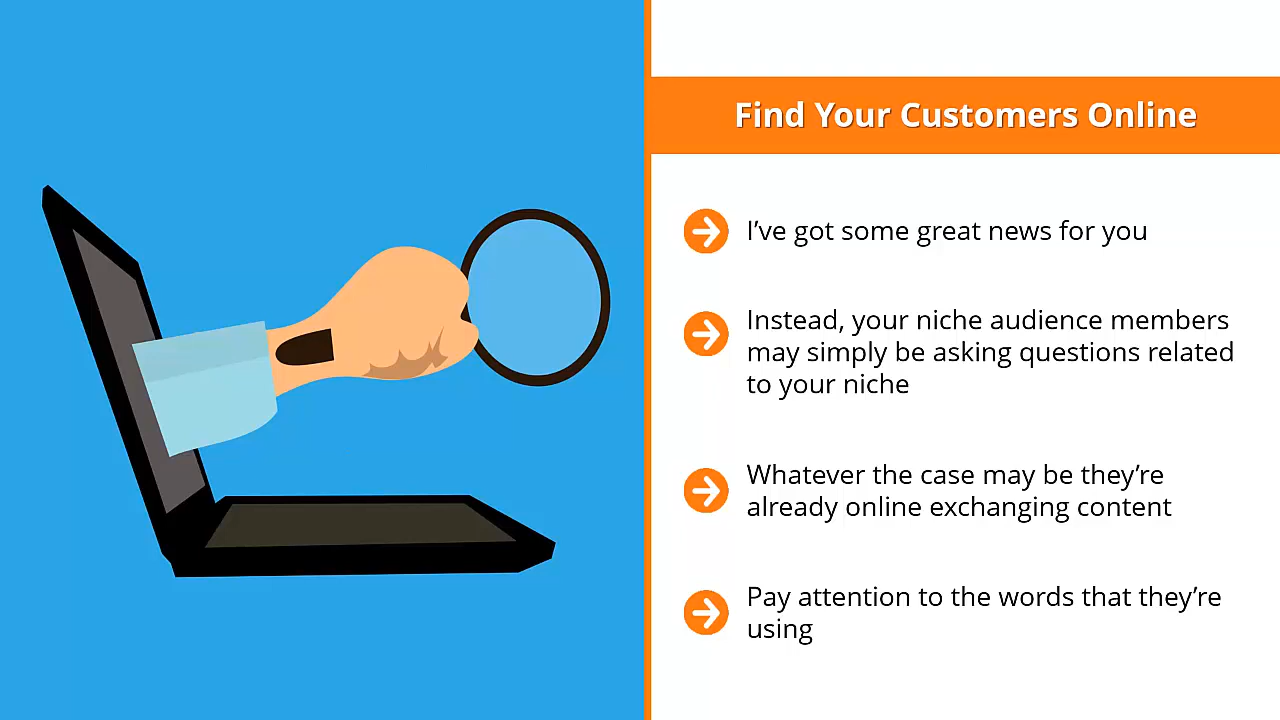 Find Your Customers Online
I’ve got some great news for you
Instead, your niche audience members
may simply be asking questions related
to your niche
Whatever the case may be they’re
already online exchanging content
Pay attention to the words that they’re
using